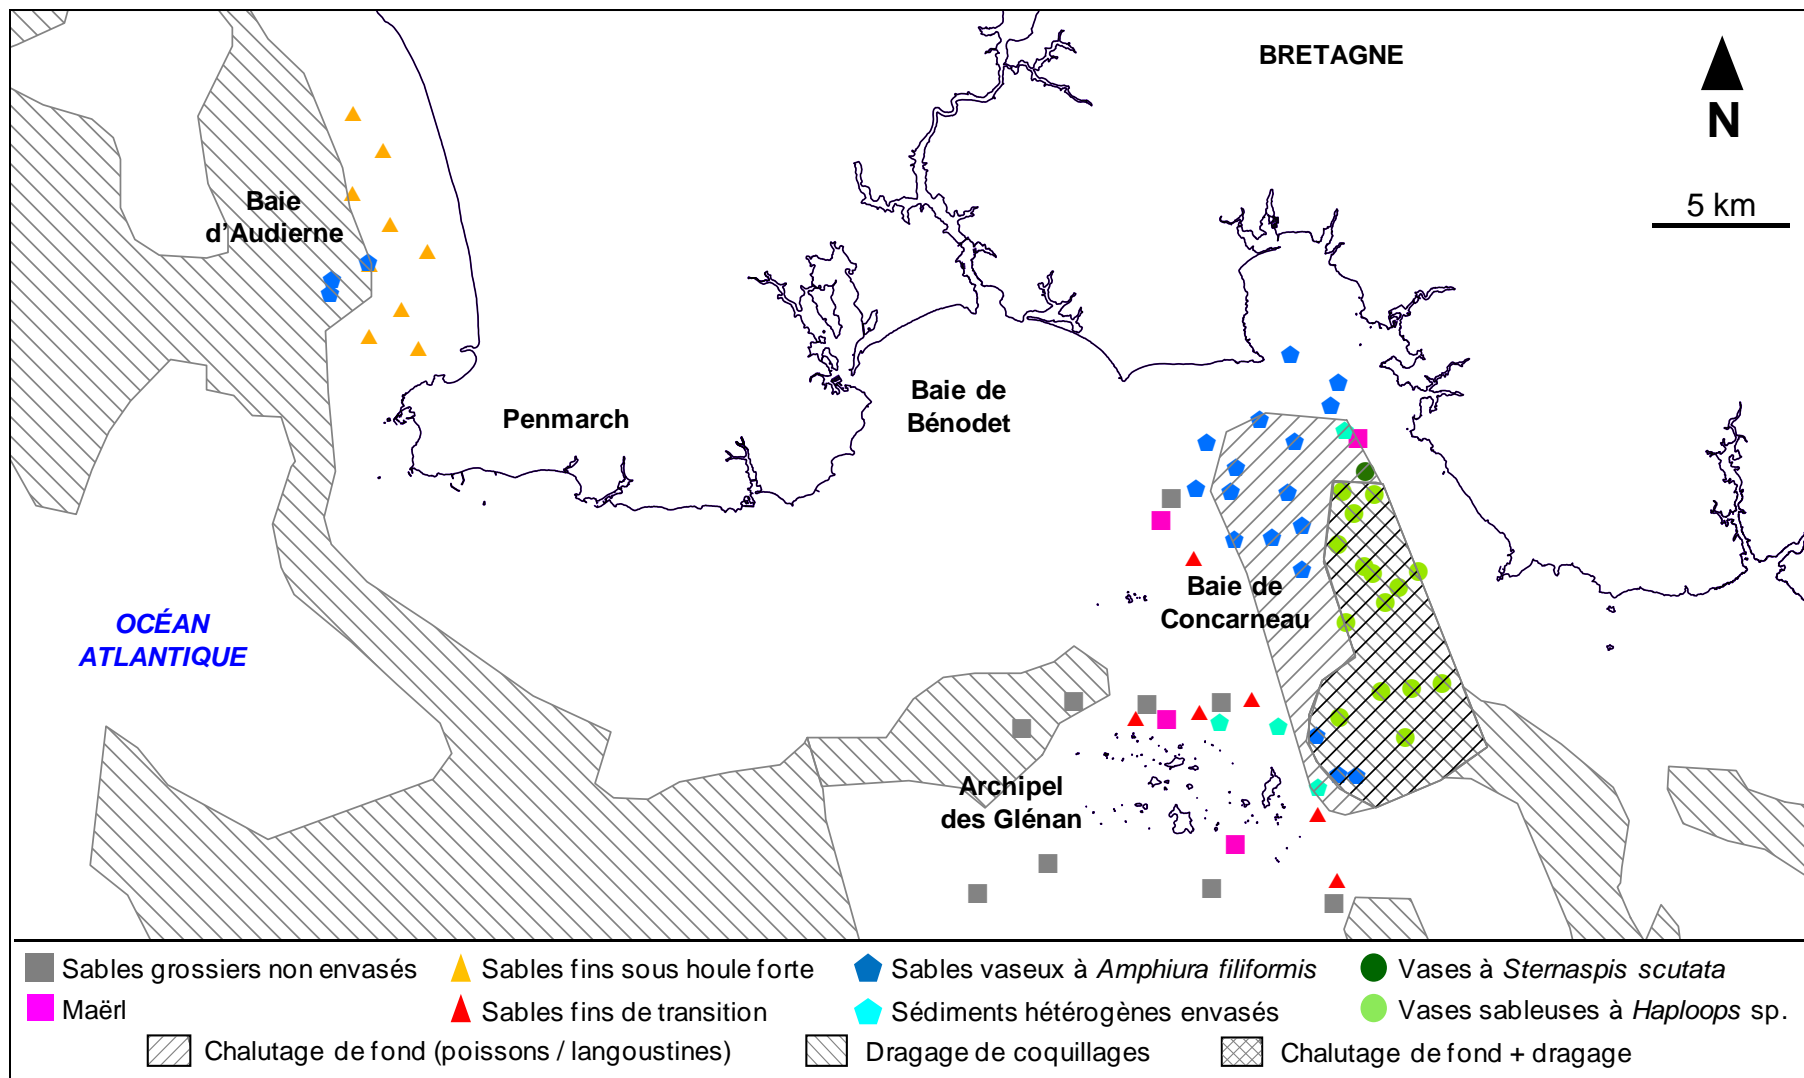 BRETAGNE
N
5 km
Baie
d'Audierne
Penmarch
Baie de
Bénodet
Baie de
Concarneau
OCÉAN
ATLANTIQUE
Archipel
des Glénan
Sables grossiers non envasés
Sables fins sous houle forte
Sables vaseux à Amphiura filiformis
Vases à Sternaspis scutata
Maërl
Sables fins de transition
Sédiments hétérogènes envasés
Vases sableuses à Haploops sp.
Chalutage de fond (poissons / langoustines)
Dragage de coquillages
Chalutage de fond + dragage